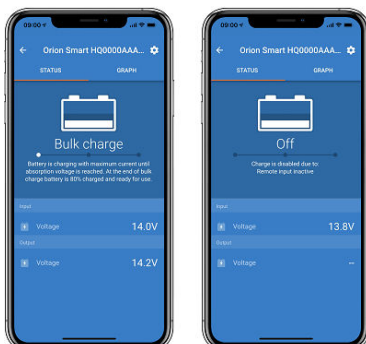 09:00
Orion Smart HQ0000AAA...
STATUS
GRAPH
Bulk charge
Battery is charging with maximum current until
absorption voltage is reached. At the end of bulk
charge battery is 80% charged and ready for use.
Input
Voltage
14.0V
Output
Voltage
14.2V
09:00
Orion Smart HQ0000AAA...
STATUS
GRAPH
Off
Charge is disabled due to:
Remote input inactive
Input
Voltage
13.8V
Output
Voltage
--